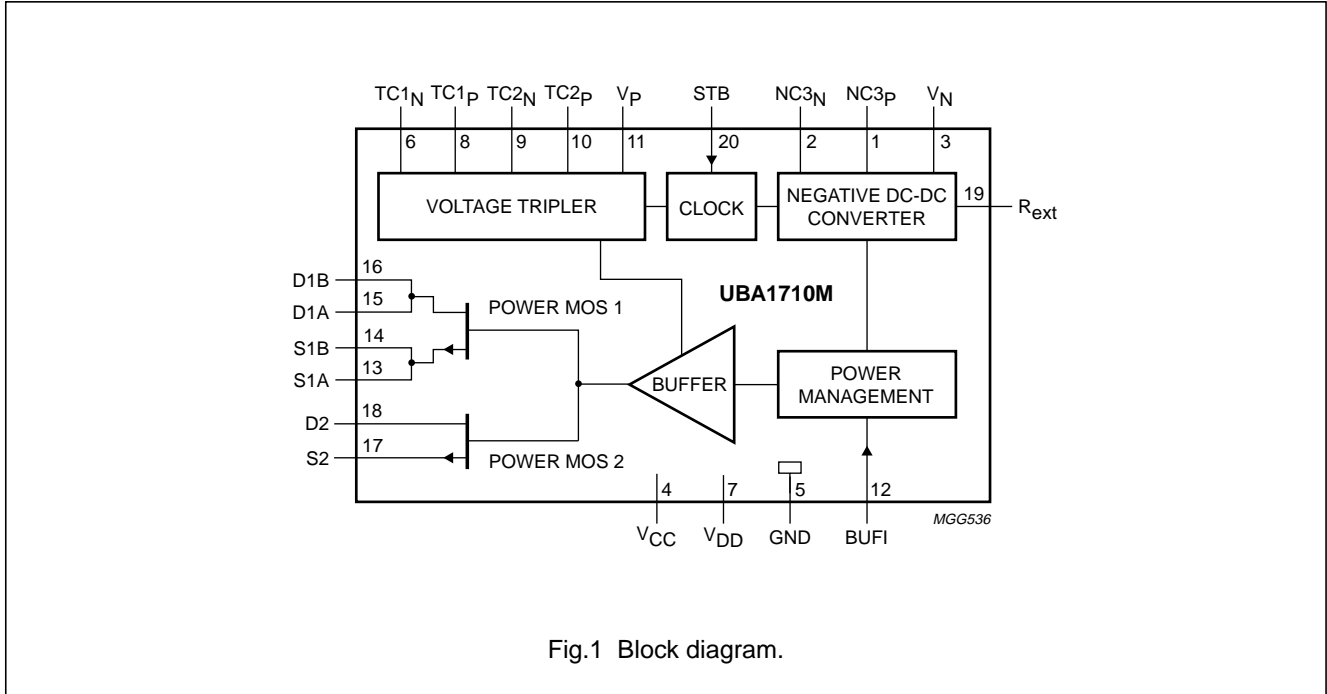 TC1N TC1P TC2N TC2P VP STB NC3N NC3P VN
6 8 9 10 11 20 2 1 3
VOLTAGE TRIPLER
CLOCK
NEGATIVE DC-DC
CONVERTER
19
Rext
16
D1B
15
D1A
POWER MOS 1
14
S1B
13
S1A
UBA1710M
BUFFER
POWER
MANAGEMENT
18
D2
17
S2
POWER MOS 2
4 7 5 12
VCC VDD GND BUFI
MGG536
Fig.1 Block diagram.